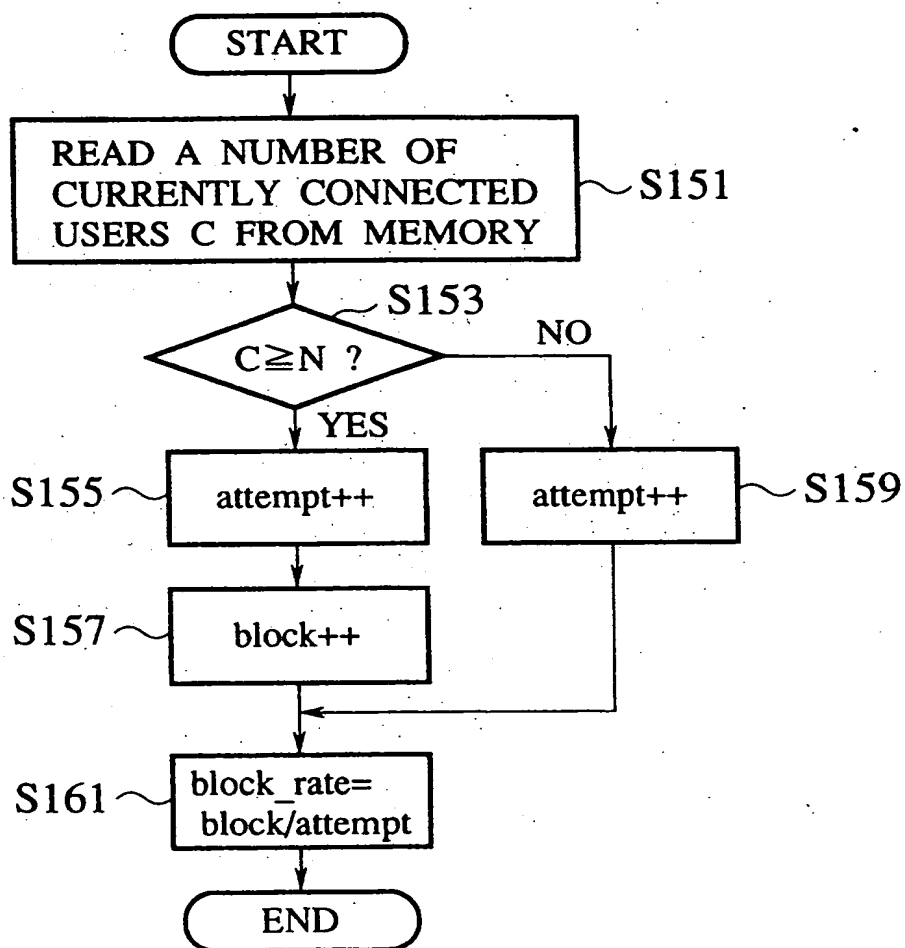 START
READ A NUMBER OF
CURRENTLY CONNECTED
USERS C FROM MEMORY
S151
S153
C≧N ?
NO
YES
S155
attempt++
attempt++
S159
S157
block++
S161
block_rate=
block/attempt
END